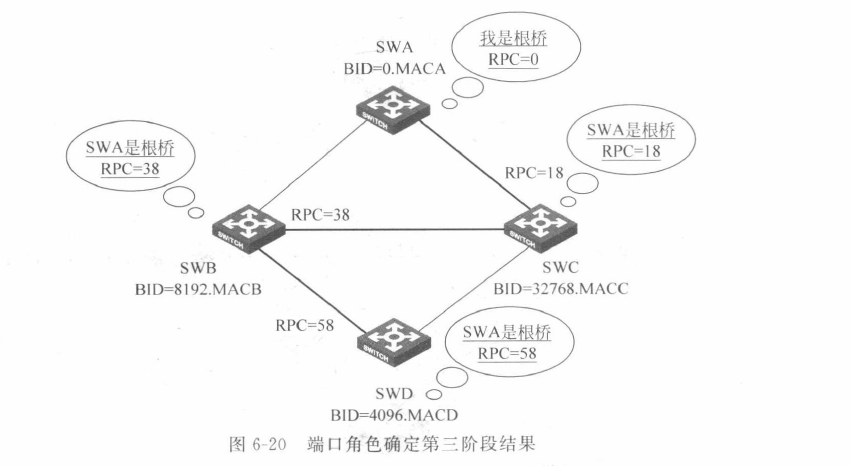 我是根桥
RPC=0
SWA
BID=0.MACA
SWITCH
SWA是根桥
RPC=38
SWA是根桥
RPC=18
RPC=18
RPC=38
SWITCH
SWITCH
SWB
BID=8192.MACB
SWC
BID=32768.MACC
RPC=58
SWITCH
SWA是根桥
RPC=58
SWD
BID=4096.MACD
图 6-20 端口角色确定第三阶段结果